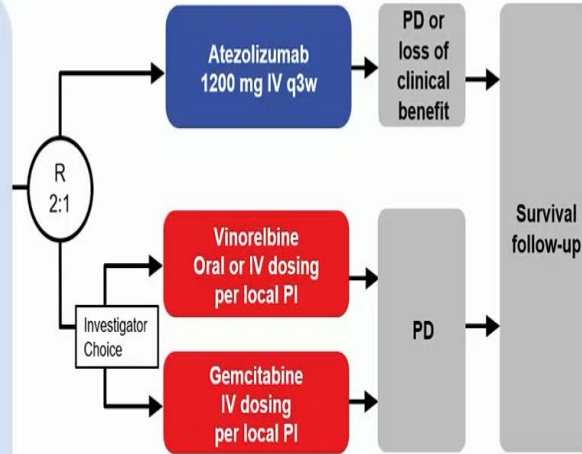 R
2:1
Atezolizumab
1200 mg IV q3w
PD or
loss of
clinical
benefit
Investigator
Choice
Vinorelbine
Oral or IV dosing
per local PI
Gemcitabine
IV dosing
per local PI
PD
Survival
follow-up